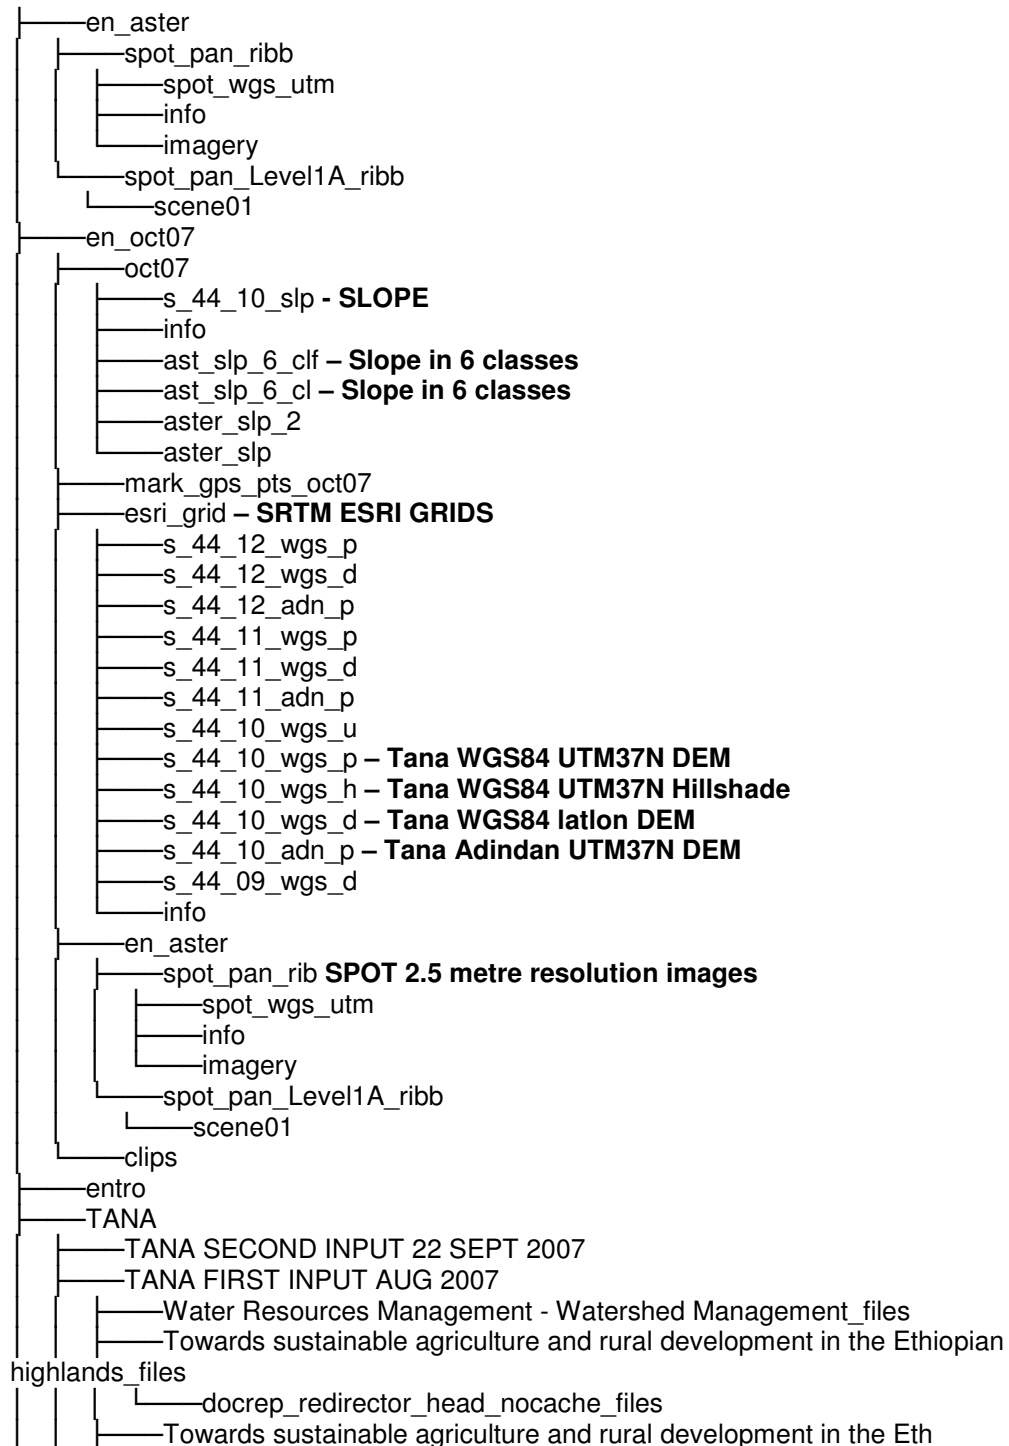 en_aster
spot_pan_ribb
spot_wgs_utm
info
imagery
spot_pan_Level1A_ribb
scene01
en_oct07
oct07
s_44_10_slp - SLOPE
info
ast_slp_6_clf – Slope in 6 classes
ast_slp_6_cl – Slope in 6 classes
aster_slp_2
aster_slp
mark_gps_pts_oct07
esri_grid – SRTM ESRI GRIDS
s_44_12_wgs_p
s_44_12_wgs_d
s_44_12_adn_p
s_44_11_wgs_p
s_44_11_wgs_d
s_44_11_adn_p
s_44_10_wgs_u
s_44_10_wgs_p – Tana WGS84 UTM37N DEM
s_44_10_wgs_h – Tana WGS84 UTM37N Hillshade
s_44_10_wgs_d – Tana WGS84 latlon DEM
s_44_10_adn_p – Tana Adindan UTM37N DEM
s_44_09_wgs_d
info
en_aster
spot_pan_rib SPOT 2.5 metre resolution images
spot_wgs_utm
info
imagery
spot_pan_Level1A_ribb
scene01
clips
entro
TANA
TANA SECOND INPUT 22 SEPT 2007
TANA FIRST INPUT AUG 2007
Water Resources Management - Watershed Management_files
Towards sustainable agriculture and rural development in the Ethiopian
highlands_files
docrep_redirector_head_nocache_files
Towards sustainable agriculture and rural development in the Eth